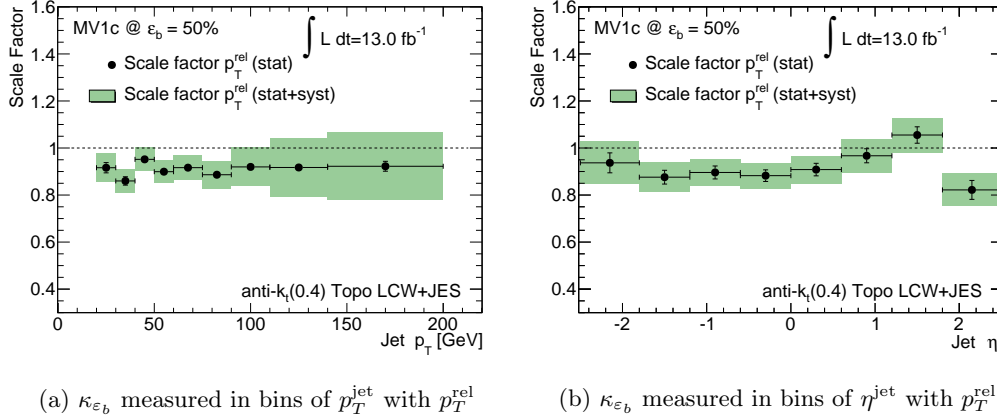 Scale Factor
1.6
1.4
1.2
1
0.8
0.6
0.4
MV1c @ ε_b = 50%
∫ L dt=13.0 fb⁻¹
Scale factor p_T^rel (stat)
Scale factor p_T^rel (stat+syst)
anti-k_t(0.4) Topo LCW+JES
0 50 100 150 200
Jet p_T [GeV]
(a) κ_{ε_b} measured in bins of p_T^jet with p_T^rel
Scale Factor
1.6
1.4
1.2
1
0.8
0.6
0.4
MV1c @ ε_b = 50%
∫ L dt=13.0 fb⁻¹
Scale factor p_T^rel (stat)
Scale factor p_T^rel (stat+syst)
anti-k_t(0.4) Topo LCW+JES
-2 -1 0 1 2
Jet η
(b) κ_{ε_b} measured in bins of η^jet with p_T^rel